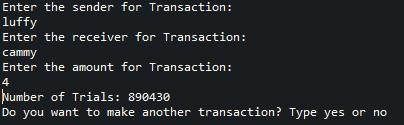 Enter the sender for Transaction:
luffy
Enter the receiver for Transaction:
cammy
Enter the amount for Transaction:
4
Number of Trials: 890430
Do you want to make another transaction? Type yes or no